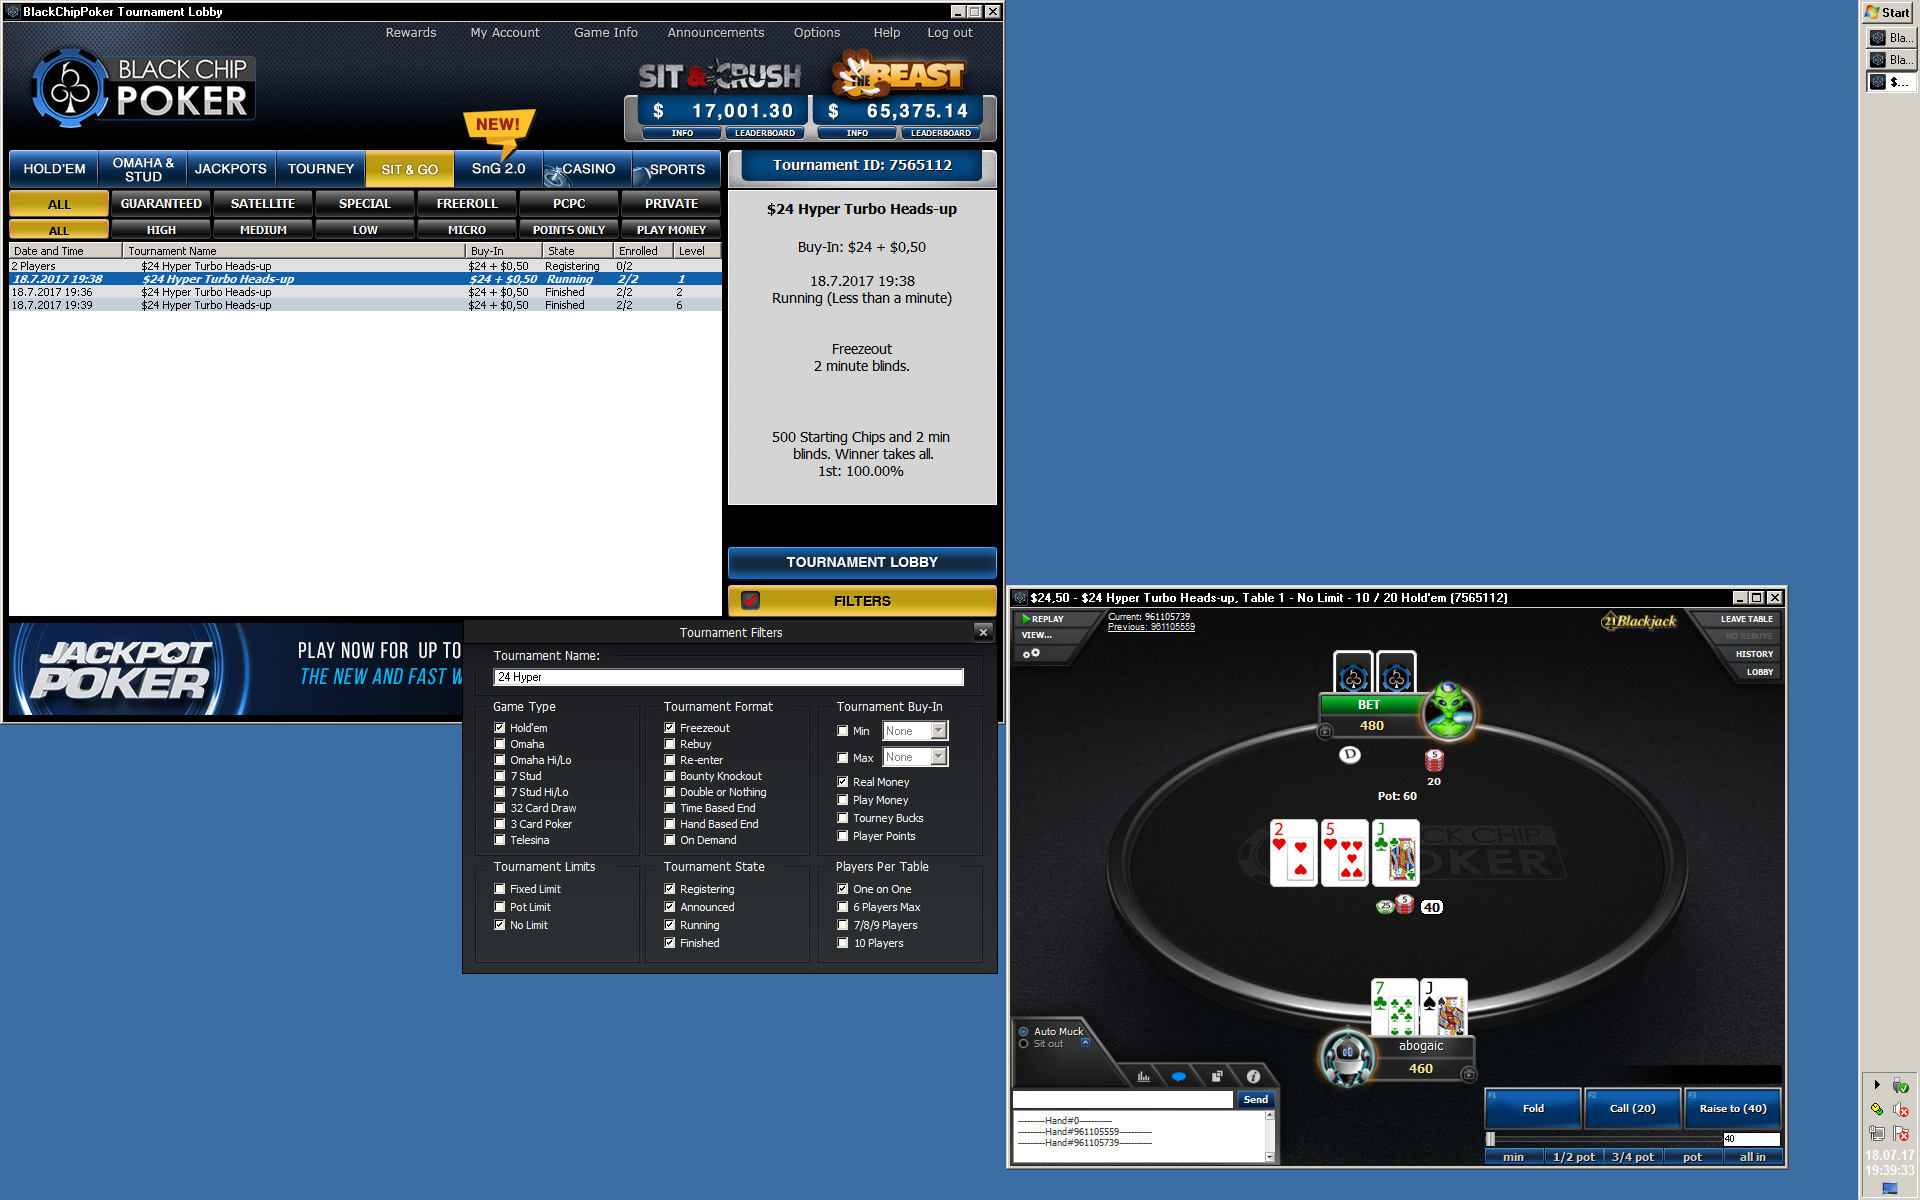 BlackChipPoker Tournament Lobby
Rewards My Account Game Info Announcements Options Help Log out
BLACK CHIP
POKER
SIT & CRUSH THE BEAST
$ 17,001.30 $ 65,375.14
INFO LEADERBOARD INFO LEADERBOARD
NEW!
HOLD'EM OMAHA & STUD JACKPOTS TOURNEY SIT & GO SnG 2.0 CASINO SPORTS
ALL GUARANTEED SATELLITE SPECIAL FREEROLL PCPC PRIVATE
ALL HIGH MEDIUM LOW MICRO POINTS ONLY PLAY MONEY
Date and Time Tournament Name Buy-In State Enrolled Level
2 Players $24 Hyper Turbo Heads-up $24 + $0,50 Registering 0/2
18.7.2017 19:38 $24 Hyper Turbo Heads-up $24 + $0,50 Running 2/2 1
18.7.2017 19:36 $24 Hyper Turbo Heads-up $24 + $0,50 Finished 2/2 2
18.7.2017 19:39 $24 Hyper Turbo Heads-up $24 + $0,50 Finished 2/2 6
Tournament ID: 7565112
$24 Hyper Turbo Heads-up
Buy-In: $24 + $0,50
18.7.2017 19:38
Running (Less than a minute)
Freezeout
2 minute blinds.
500 Starting Chips and 2 min
blinds. Winner takes all.
1st: 100.00%
TOURNAMENT LOBBY
FILTERS
JACKPOT
POKER
PLAY NOW FOR UP TO
THE NEW AND FAST W
Tournament Filters
Tournament Name:
24 Hyper
Game Type
Hold'em
Omaha
Omaha Hi/Lo
7 Stud
7 Stud Hi/Lo
32 Card Draw
3 Card Poker
Telesina
Tournament Format
Freezeout
Rebuy
Re-enter
Bounty Knockout
Double or Nothing
Time Based End
Hand Based End
On Demand
Tournament Buy-In
Min None
Max None
Real Money
Play Money
Tourney Bucks
Player Points
Tournament Limits
Fixed Limit
Pot Limit
No Limit
Tournament State
Registering
Announced
Running
Finished
Players Per Table
One on One
6 Players Max
7/8/9 Players
10 Players
$24,50 - $24 Hyper Turbo Heads-up, Table 1 - No Limit - 10 / 20 Hold'em (7565112)
REPLAY
VIEW...
Current: 961105739
Previous: 961105559
21 Blackjack
LEAVE TABLE
NO REBUYS
HISTORY
LOBBY
BET
480
D
5
20
Pot: 60
2 5 J
BLACK CHIP
POKER
25 5 40
7 J
abogaic
460
Auto Muck
Sit out
Send
---------Hand#0-----------
---------Hand#961105559-----------
---------Hand#961105739-----------
F1 Fold F2 Call (20) F3 Raise to (40)
40
min 1/2 pot 3/4 pot pot all in
Start
Bla...
Bla...
$...
18.07.17
19:39:33